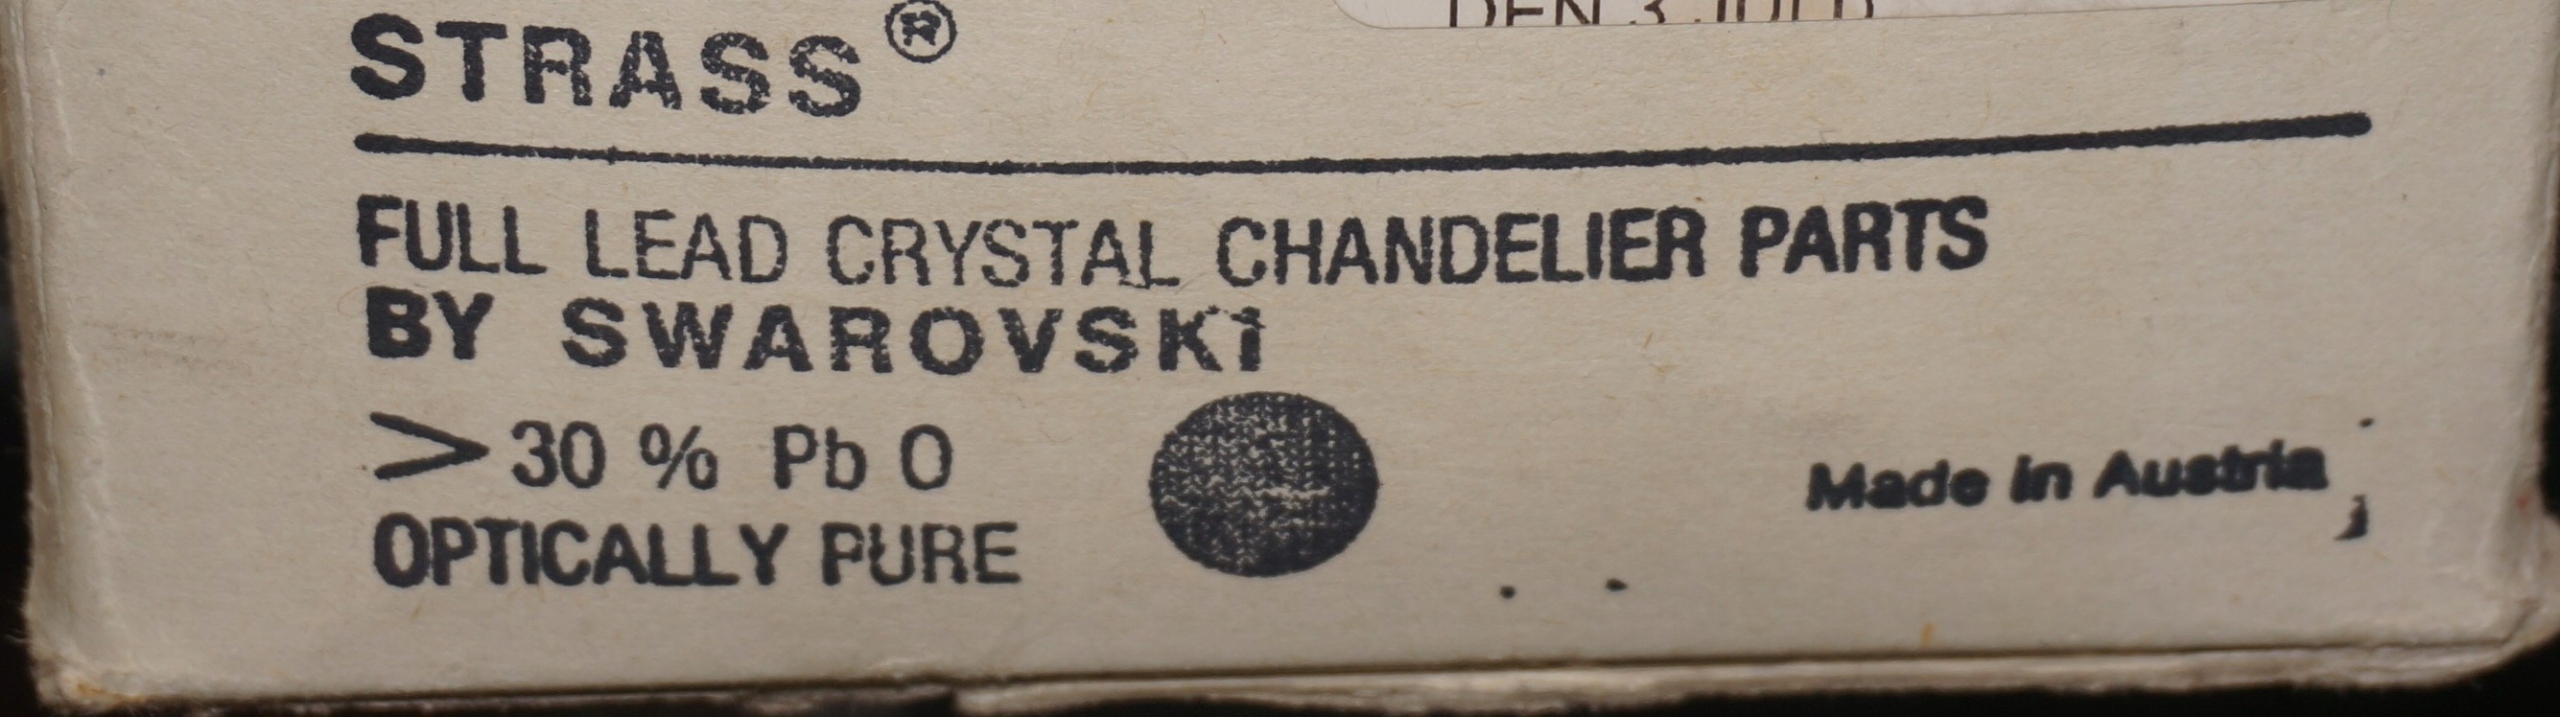 STRASS®
FULL LEAD CRYSTAL CHANDELIER PARTS
BY SWAROVSKI
> 30 % Pb O
OPTICALLY PURE
Made in Austria